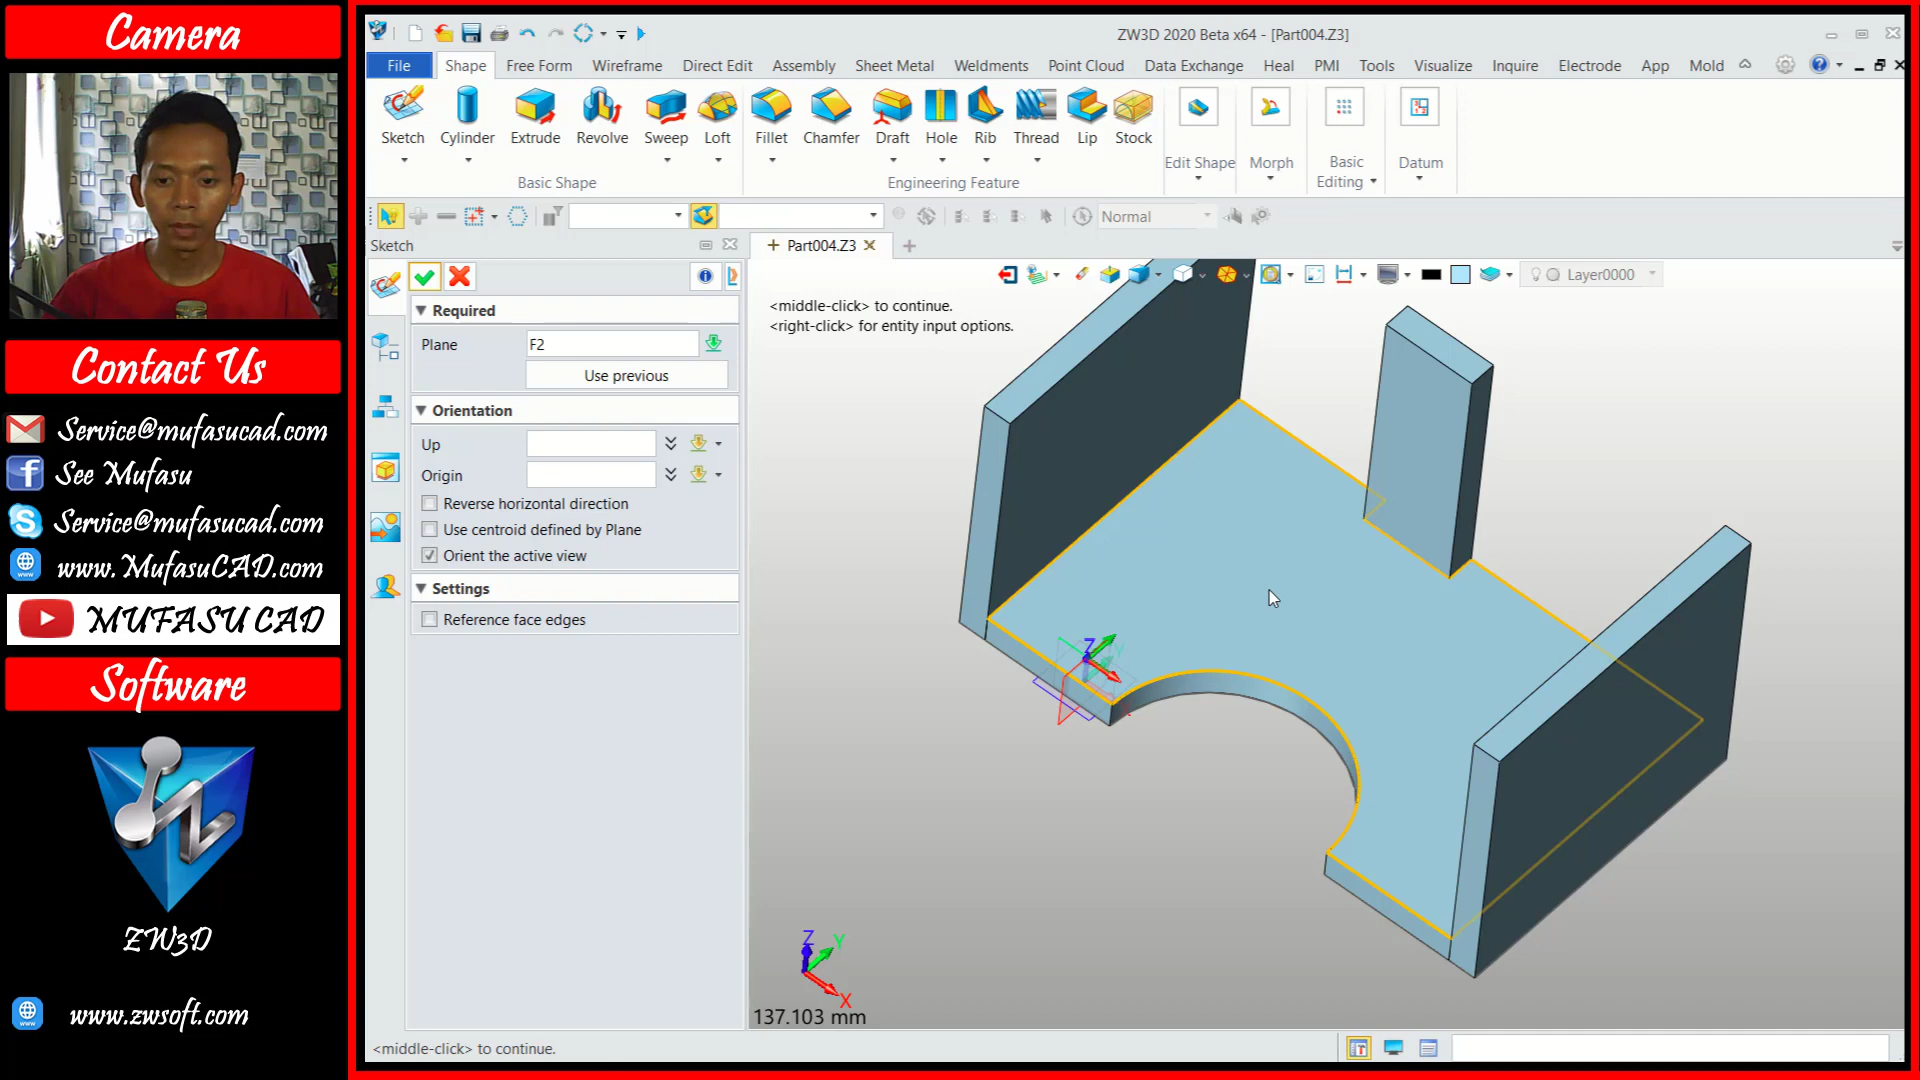 Camera
Contact Us
Service@mufasucad.com
See Mufasu
Service@mufasucad.com
www.MufasuCAD.com
MUFASU CAD
Software
ZW3D
www.zwsoft.com
ZW3D 2020 Beta x64 - [Part004.Z3]
File Shape Free Form Wireframe Direct Edit Assembly Sheet Metal Weldments Point Cloud Data Exchange Heal PMI Tools Visualize Inquire Electrode App Mold
Sketch Cylinder Extrude Revolve Sweep Loft Fillet Chamfer Draft Hole Rib Thread Lip Stock
Edit Shape Morph Basic Editing Datum
Basic Shape Engineering Feature
Normal
Sketch
Part004.Z3
Layer0000
<middle-click> to continue.
<right-click> for entity input options.
Required
Plane F2
Use previous
Orientation
Up
Origin
Reverse horizontal direction
Use centroid defined by Plane
Orient the active view
Settings
Reference face edges
Z
Y
Z
Y
X
137.103 mm
<middle-click> to continue.